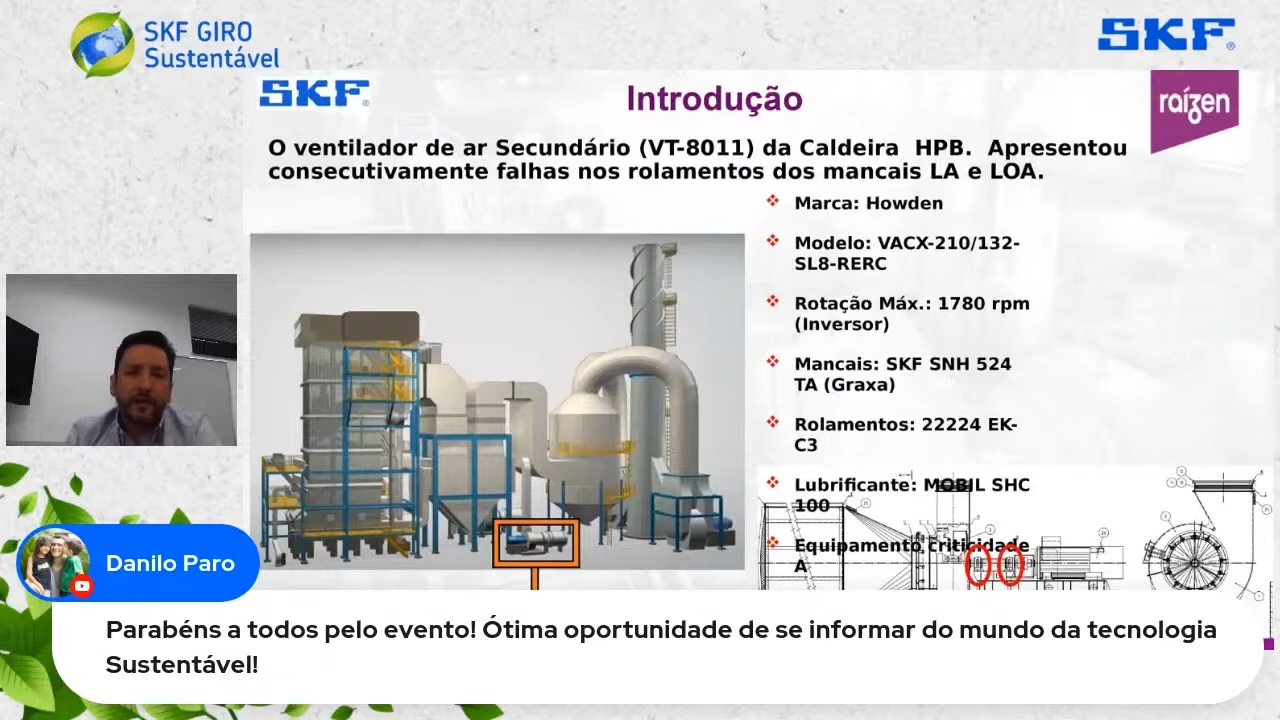 SKF GIRO
Sustentável
SKF
SKF
Introdução
raízen
O ventilador de ar Secundário (VT-8011) da Caldeira HPB. Apresentou
consecutivamente falhas nos rolamentos dos mancais LA e LOA.
Marca: Howden
Modelo: VACX-210/132-
SL8-RERC
Rotação Máx.: 1780 rpm
(Inversor)
Mancais: SKF SNH 524
TA (Graxa)
Rolamentos: 22224 EK-
C3
Lubrificante: MOBIL SHC
100
Equipamento criticidade
A
Danilo Paro
Parabéns a todos pelo evento! Ótima oportunidade de se informar do mundo da tecnologia
Sustentável!